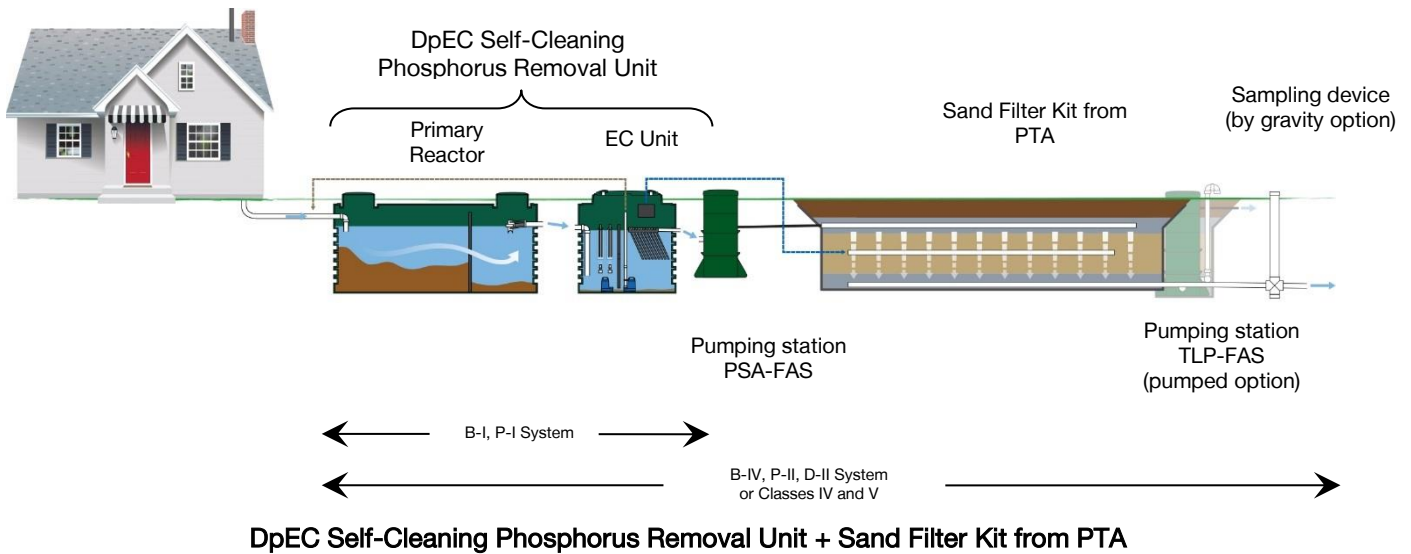 DpEC Self-Cleaning
Phosphorus Removal Unit
Primary
Reactor
EC Unit
Sand Filter Kit from
PTA
Sampling device
(by gravity option)
Pumping station
PSA-FAS
Pumping station
TLP-FAS
(pumped option)
B-I, P-I System
B-IV, P-II, D-II System
or Classes IV and V
DpEC Self-Cleaning Phosphorus Removal Unit + Sand Filter Kit from PTA